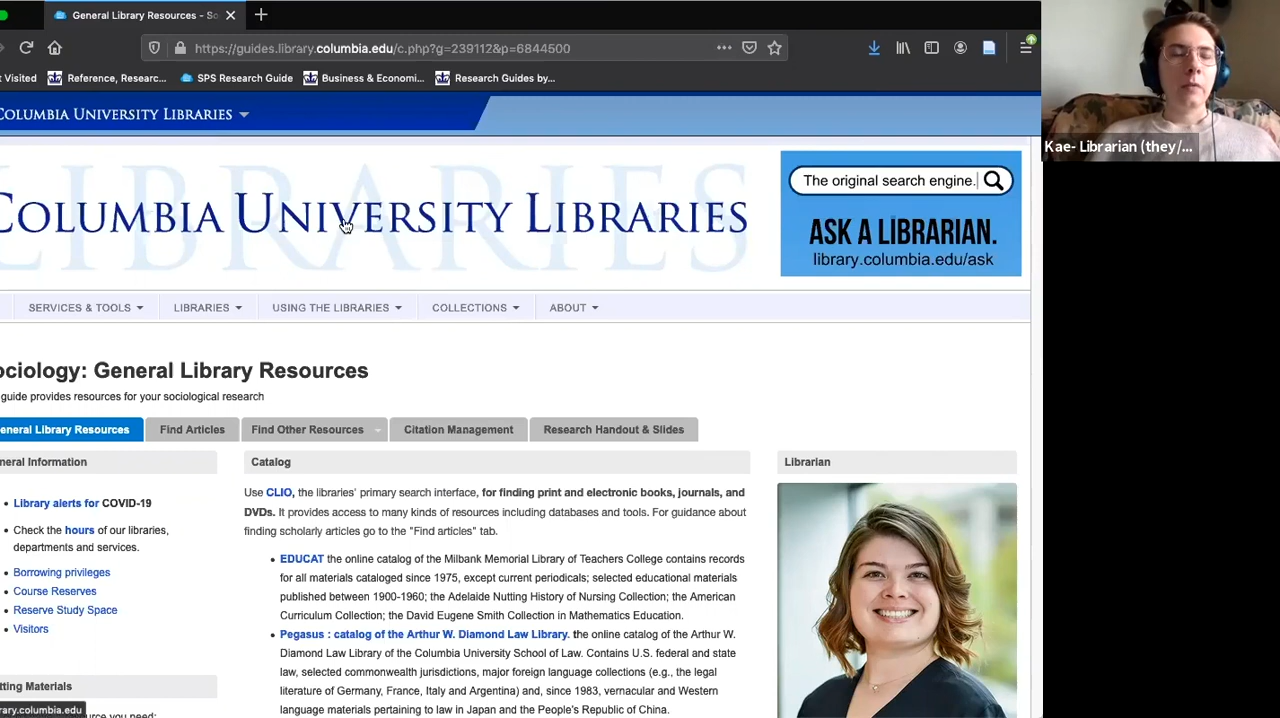 General Library Resources - So
https://guides.library.columbia.edu/c.php?g=239112&p=6844500
t Visited Reference, Researc... SPS Research Guide Business & Economi... Research Guides by...
COLUMBIA UNIVERSITY LIBRARIES
Kae- Librarian (they/...
LIBRARIES
COLUMBIA UNIVERSITY LIBRARIES
The original search engine.
ASK A LIBRARIAN.
library.columbia.edu/ask
SERVICES & TOOLS LIBRARIES USING THE LIBRARIES COLLECTIONS ABOUT
ociology: General Library Resources
guide provides resources for your sociological research
eneral Library Resources Find Articles Find Other Resources Citation Management Research Handout & Slides
neral Information
Library alerts for COVID-19
Check the hours of our libraries,
departments and services.
Borrowing privileges
Course Reserves
Reserve Study Space
Visitors
tting Materials
source you need:
rary.columbia.edu
Catalog
Use CLIO, the libraries' primary search interface, for finding print and electronic books, journals, and
DVDs. It provides access to many kinds of resources including databases and tools. For guidance about
finding scholarly articles go to the "Find articles" tab.
EDUCAT the online catalog of the Milbank Memorial Library of Teachers College contains records
for all materials cataloged since 1975, except current periodicals; selected educational materials
published between 1900-1960; the Adelaide Nutting History of Nursing Collection; the American
Curriculum Collection; the David Eugene Smith Collection in Mathematics Education.
Pegasus : catalog of the Arthur W. Diamond Law Library. the online catalog of the Arthur W.
Diamond Law Library of the Columbia University School of Law. Contains U.S. federal and state
law, selected commonwealth jurisdictions, major foreign language collections (e.g., the legal
literature of Germany, France, Italy and Argentina) and, since 1983, vernacular and Western
language materials pertaining to law in Japan and the People's Republic of China.
Librarian